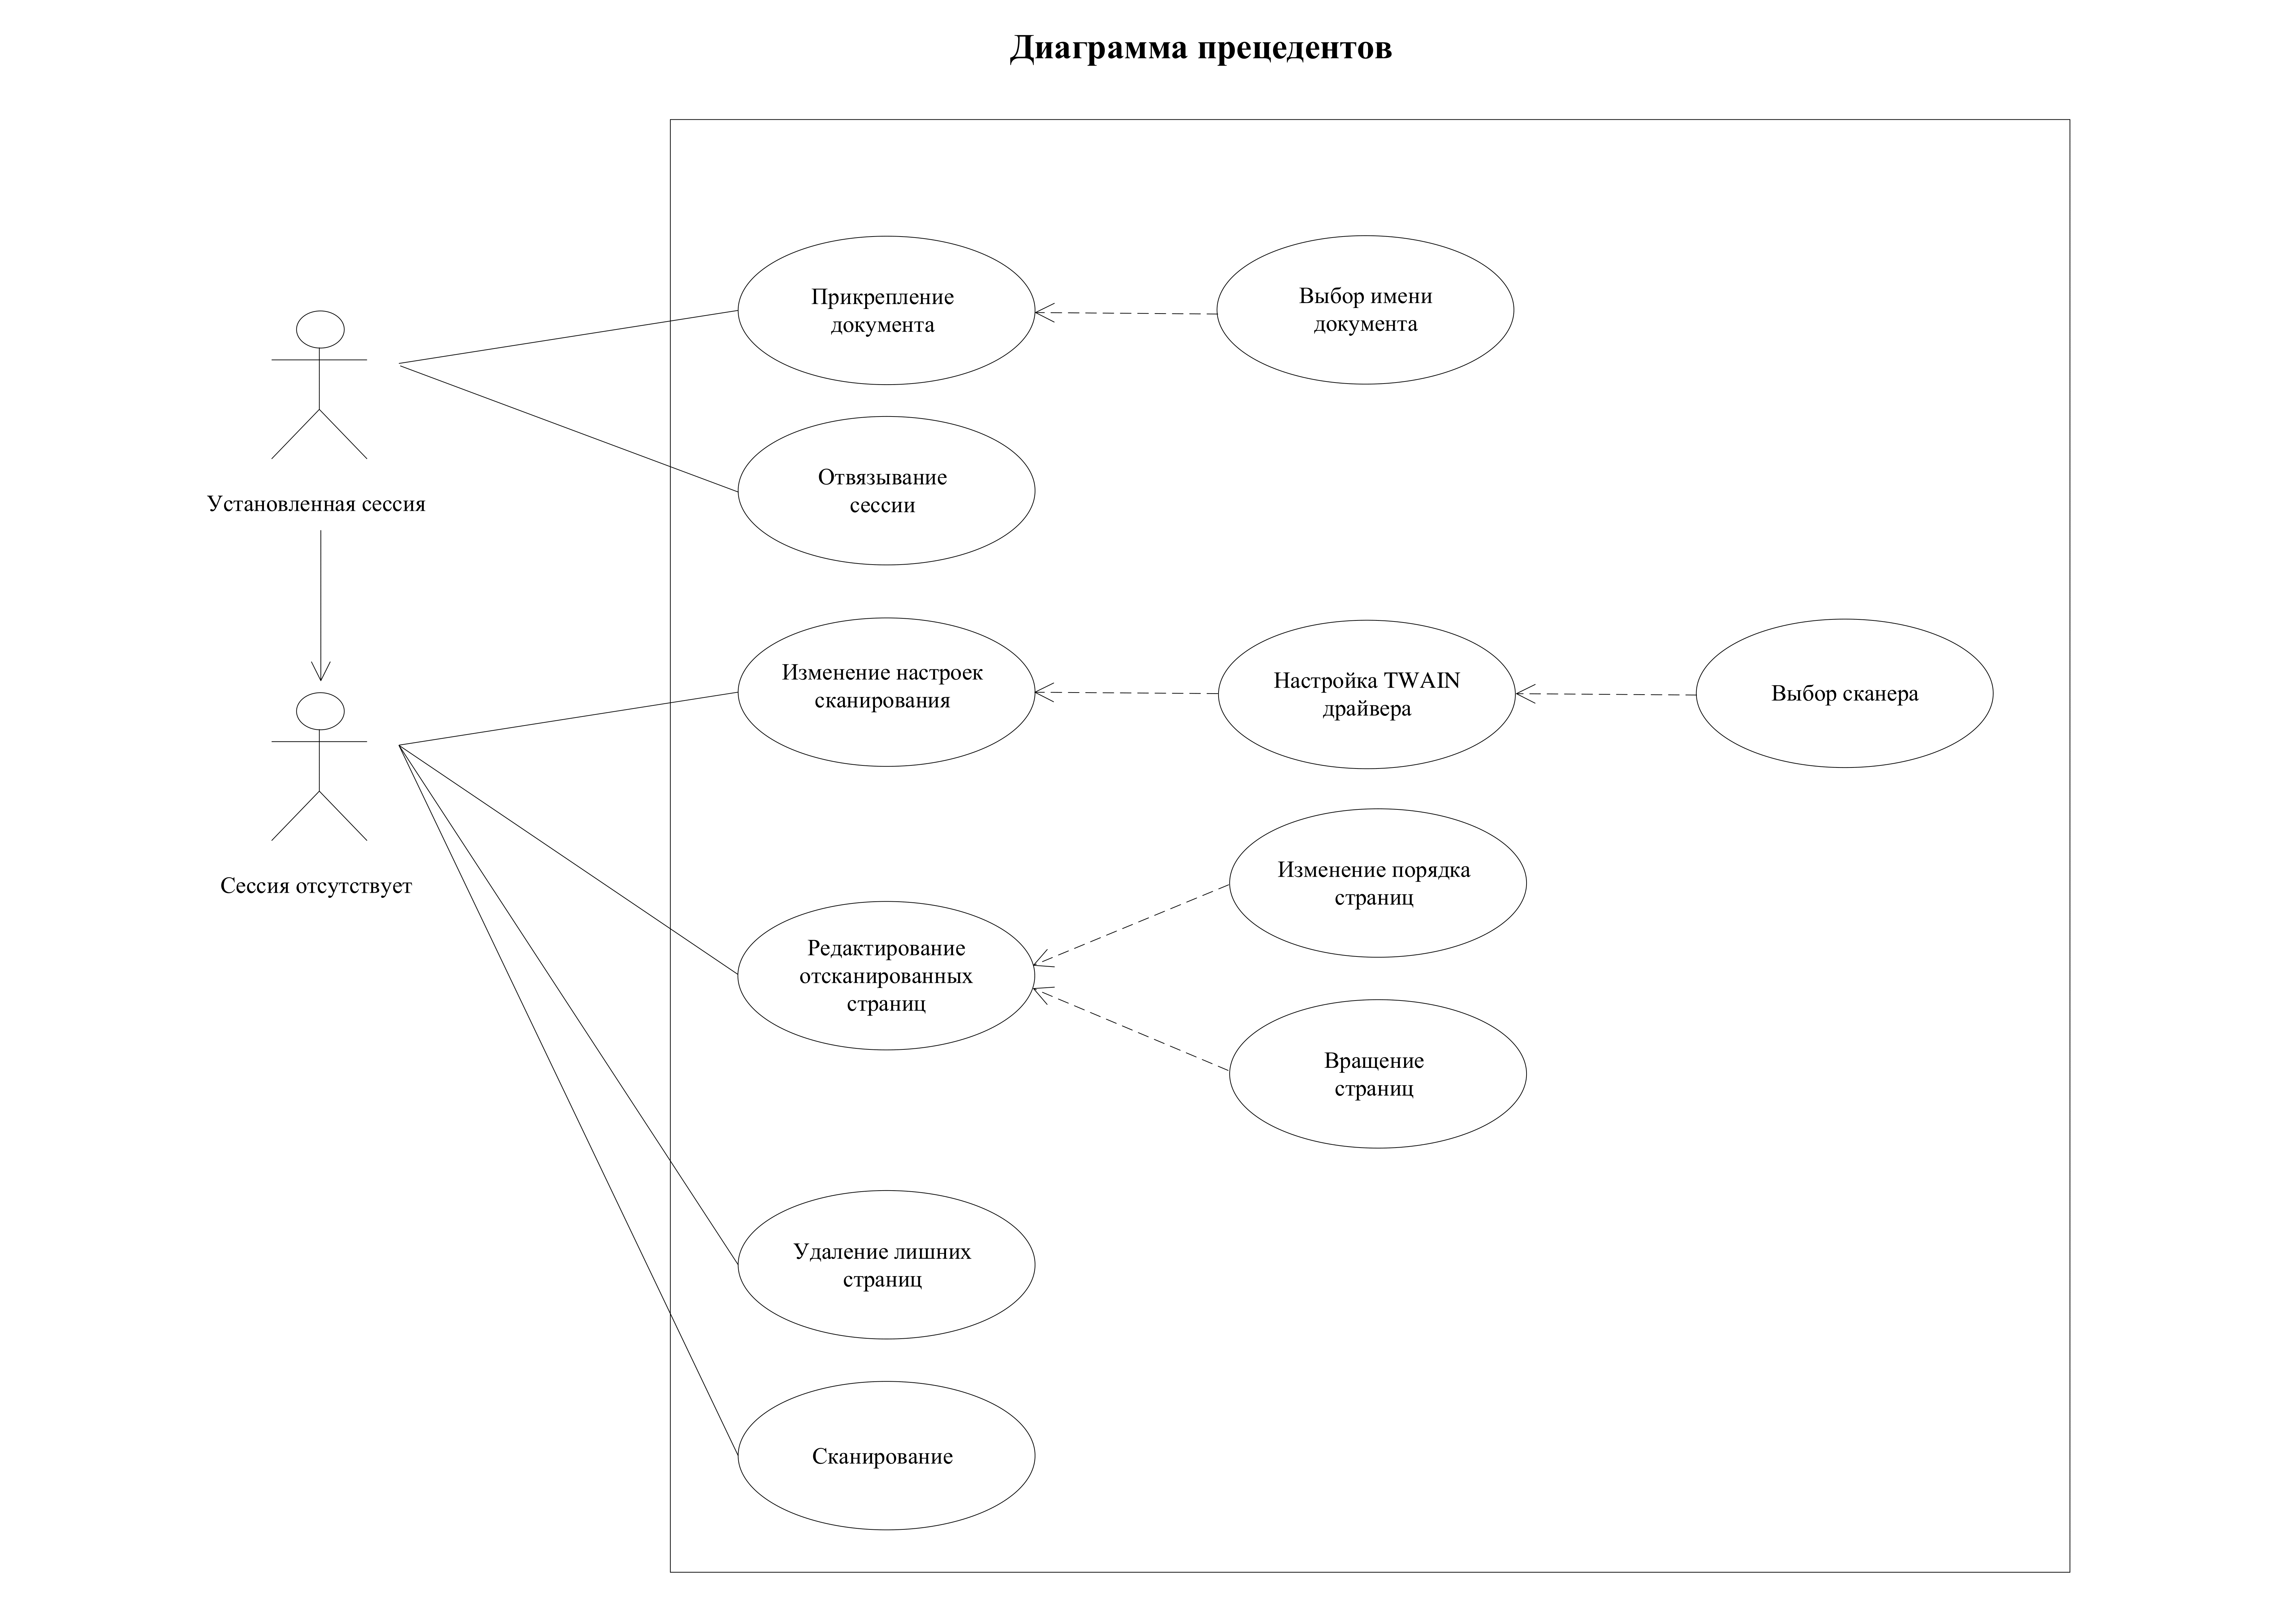 Диаграмма прецедентов
Прикрепление
документа
Выбор имени
документа
Отвязывание
сессии
Установленная сессия
Изменение настроек
сканирования
Настройка TWAIN
драйвера
Выбор сканера
Сессия отсутствует
Изменение порядка
страниц
Редактирование
отсканированных
страниц
Вращение
страниц
Удаление лишних
страниц
Сканирование